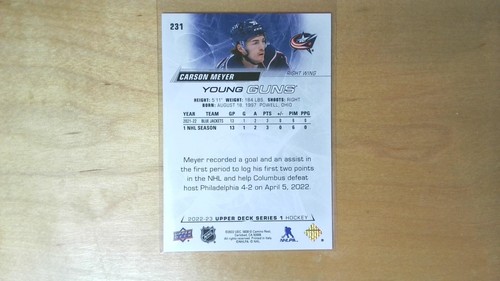 231
CARSON MEYER
RIGHT WING
YOUNG GUNS
HEIGHT: 5'11" WEIGHT: 184 LBS. SHOOTS: RIGHT
BORN: AUGUST 18, 1997 POWELL, OHIO
YEAR TEAM GP G A PTS +/- PIM PPG
2021-22 BLUE JACKETS 13 1 2 3 0 6 0
1 NHL SEASON 13 1 2 3 0 6 0
Meyer recorded a goal and an assist in
the first period to log his first two points
in the NHL and help Columbus defeat
host Philadelphia 4-2 on April 5, 2022.
2022-23 UPPER DECK SERIES 1 HOCKEY
UPPER DECK
NHL
NHLPA